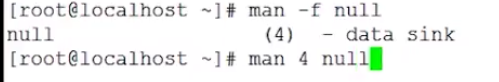 [root@localhost ~]# man -f null
null                 (4)  - data sink
[root@localhost ~]# man 4 null